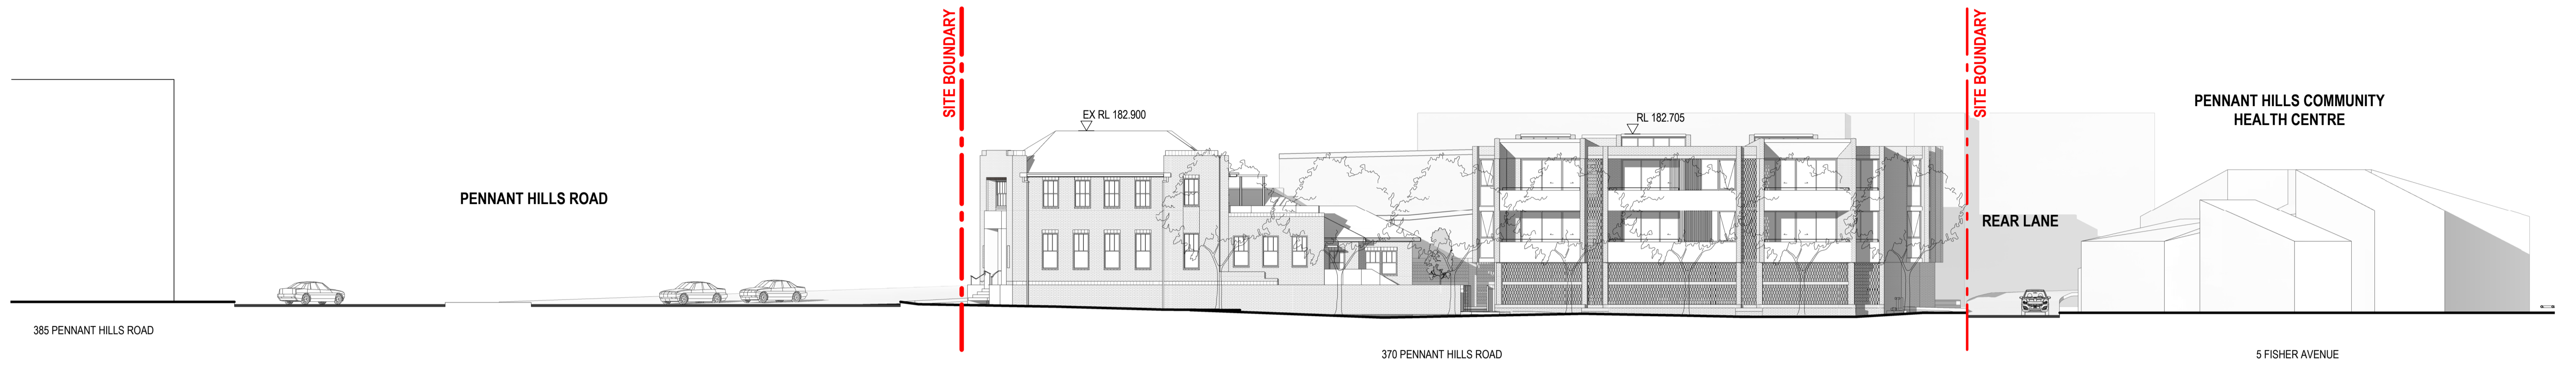 SITE BOUNDARY
SITE BOUNDARY
PENNANT HILLS COMMUNITY
HEALTH CENTRE
EX RL 182.900
RL 182.705
PENNANT HILLS ROAD
REAR LANE
385 PENNANT HILLS ROAD
370 PENNANT HILLS ROAD
5 FISHER AVENUE